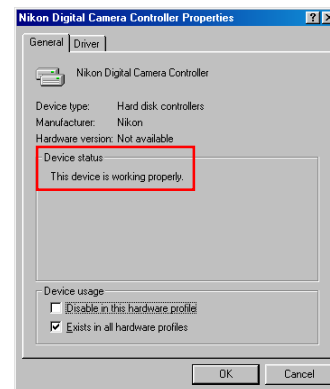 Nikon Digital Camera Controller Properties
General Driver
Nikon Digital Camera Controller
Device type: Hard disk controllers
Manufacturer: Nikon
Hardware version: Not available
Device status
This device is working properly.
Device usage
Disable in this hardware profile
Exists in all hardware profiles
OK Cancel